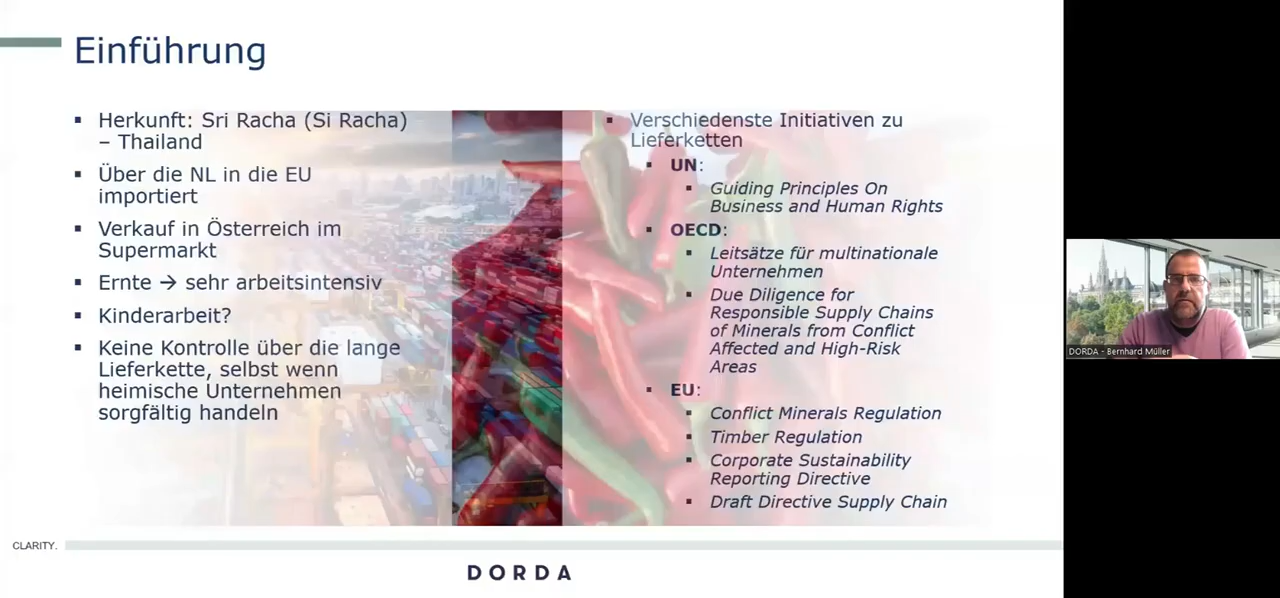 Einführung
▪ Herkunft: Sri Racha (Si Racha)
– Thailand
▪ Über die NL in die EU
importiert
▪ Verkauf in Österreich im
Supermarkt
▪ Ernte → sehr arbeitsintensiv
▪ Kinderarbeit?
▪ Keine Kontrolle über die lange
Lieferkette, selbst wenn
heimische Unternehmen
sorgfältig handeln
▪ Verschiedenste Initiativen zu
Lieferketten
▪ UN:
▪ Guiding Principles On
Business and Human Rights
▪ OECD:
▪ Leitsätze für multinationale
Unternehmen
▪ Due Diligence for
Responsible Supply Chains
of Minerals from Conflict
Affected and High-Risk
Areas
▪ EU:
▪ Conflict Minerals Regulation
▪ Timber Regulation
▪ Corporate Sustainability
Reporting Directive
▪ Draft Directive Supply Chain
DORDA - Bernhard Müller
CLARITY.
DORDA